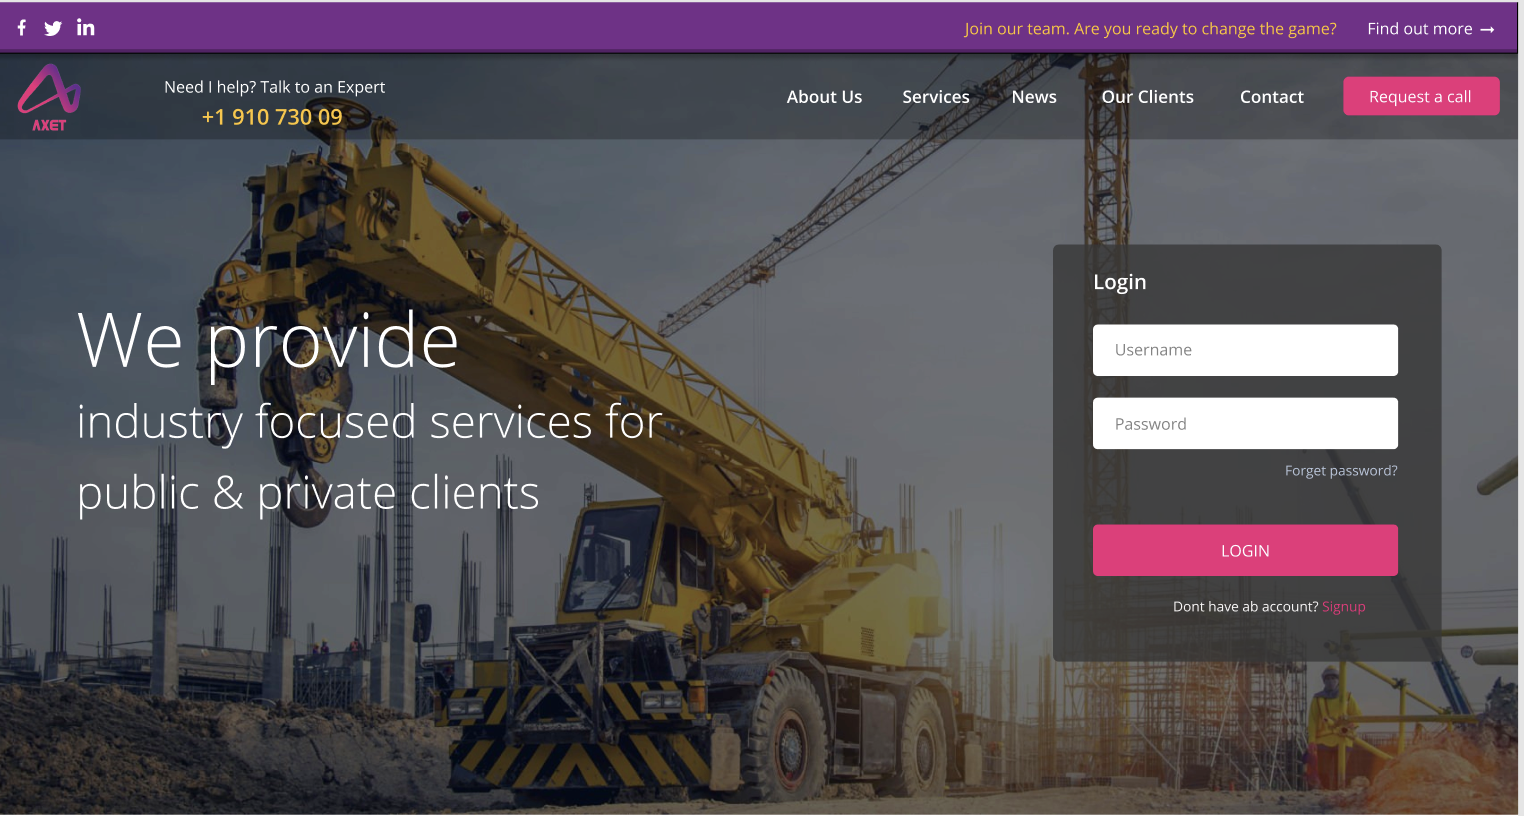 Join our team. Are you ready to change the game? Find out more →
AXET
Need I help? Talk to an Expert
+1 910 730 09
About Us Services News Our Clients Contact Request a call
We provide
industry focused services for
public & private clients
Login
Username
Password
Forget password?
LOGIN
Dont have ab account? Signup